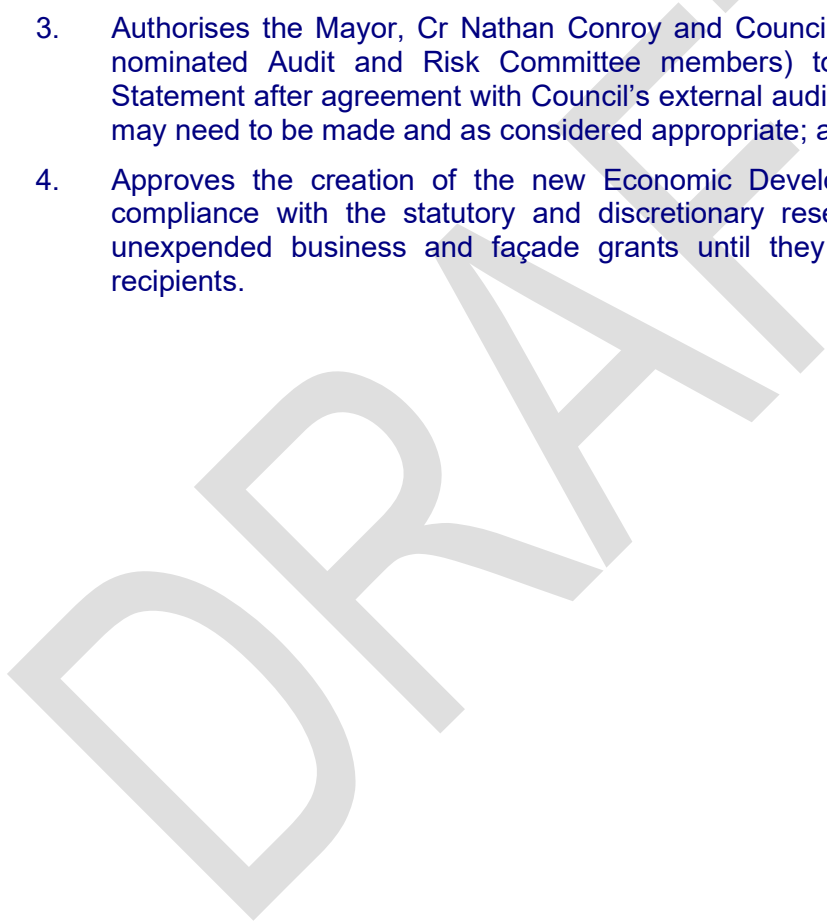 3. Authorises the Mayor, Cr Nathan Conroy and Counci
nominated Audit and Risk Committee members) to
Statement after agreement with Council's external audi
may need to be made and as considered appropriate; a
4. Approves the creation of the new Economic Devel
compliance with the statutory and discretionary rese
unexpended business and façade grants until they
recipients.
DRAFT